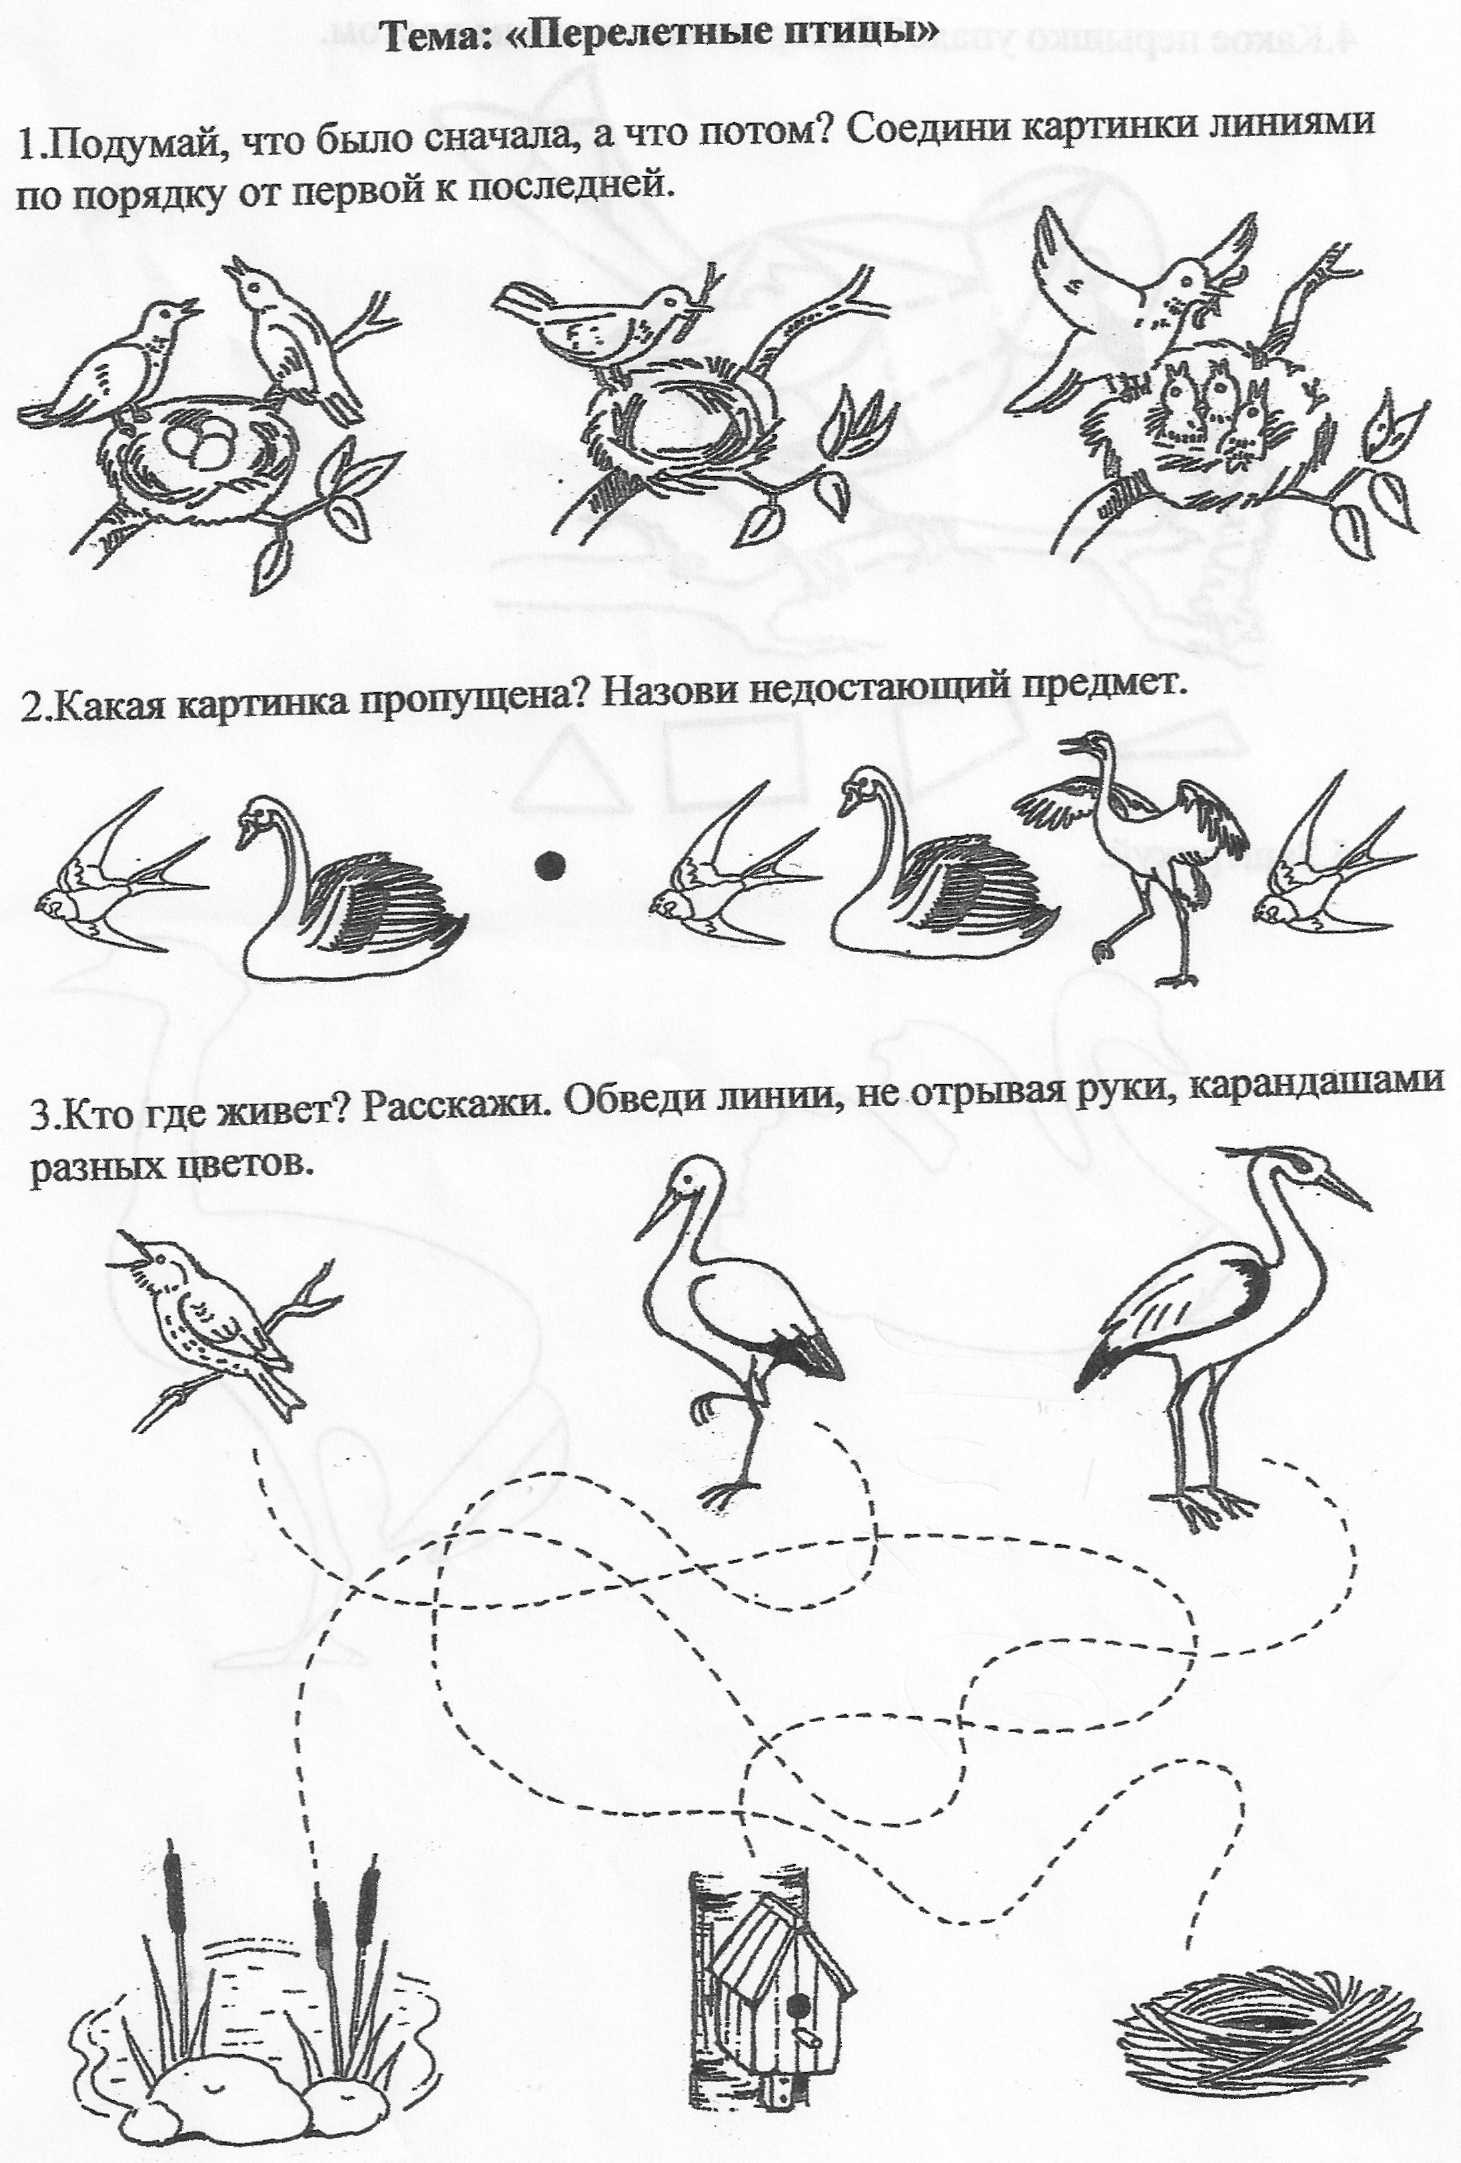 Тема: «Перелетные птицы»
1.Подумай, что было сначала, а что потом? Соедини картинки линиями
по порядку от первой к последней.
2.Какая картинка пропущена? Назови недостающий предмет.
3.Кто где живет? Расскажи. Обведи линии, не отрывая руки, карандашами
разных цветов.